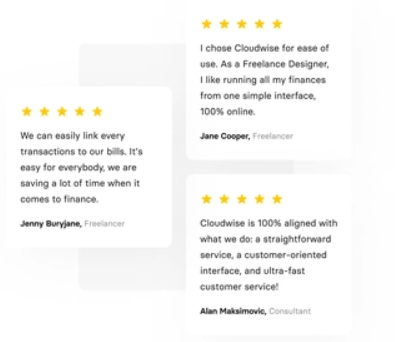 We can easily link every
transactions to our bills. It's
easy for everybody, we are
saving a lot of time when it
comes to finance.
Jenny Buryjane, Freelancer
I chose Cloudwise for ease of
use. As a Freelance Designer,
I like running all my finances
from one simple interface,
100% online.
Jane Cooper, Freelancer
Cloudwise is 100% aligned with
what we do: a straightforward
service, a customer-oriented
interface, and ultra-fast
customer service!
Alan Maksimovic, Consultant